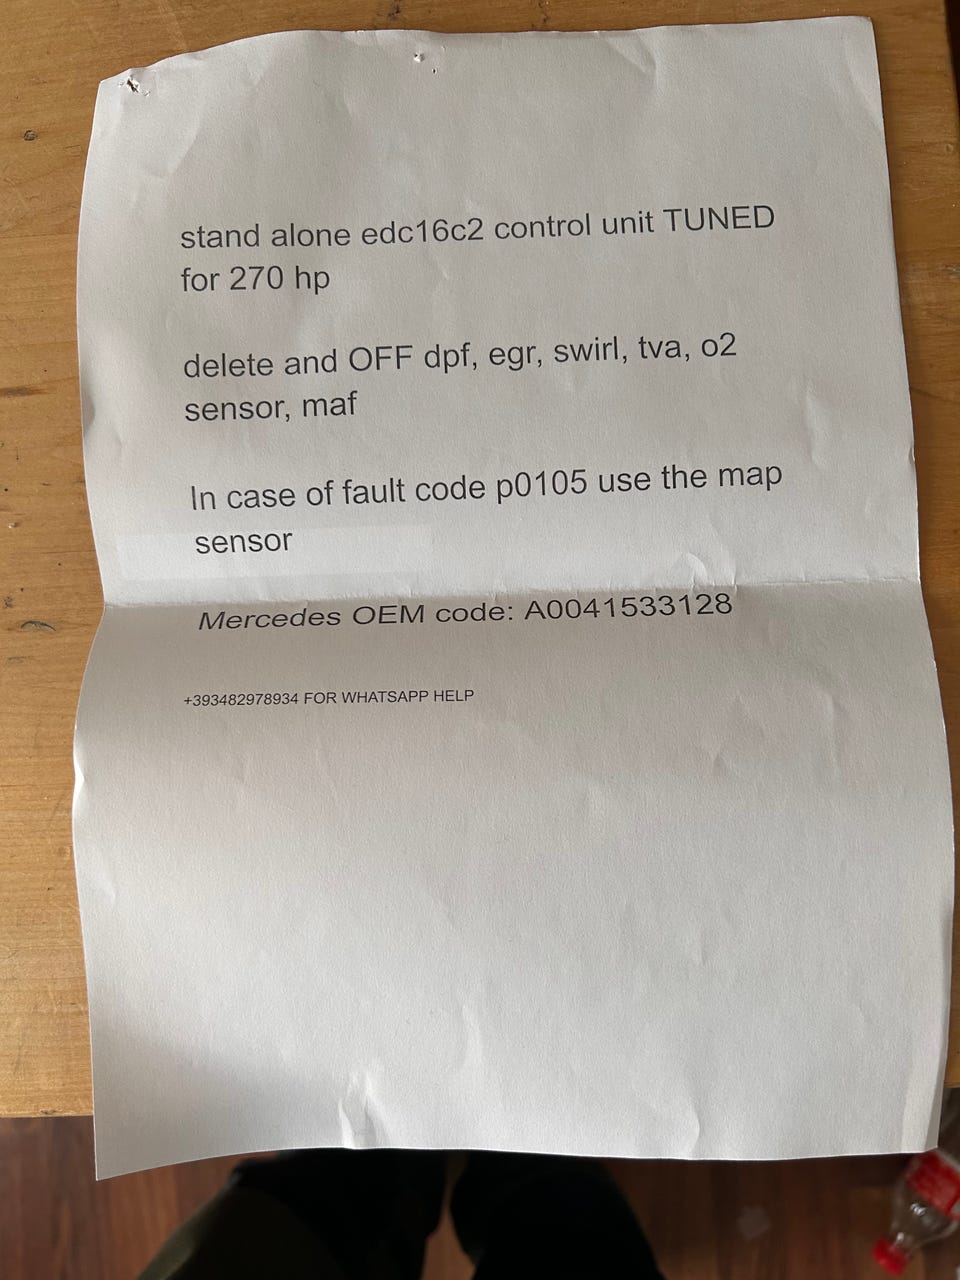 stand alone edc16c2 control unit TUNED
for 270 hp
delete and OFF dpf, egr, swirl, tva, o2
sensor, maf
In case of fault code p0105 use the map
sensor
Mercedes OEM code: A0041533128
+393482978934 FOR WHATSAPP HELP